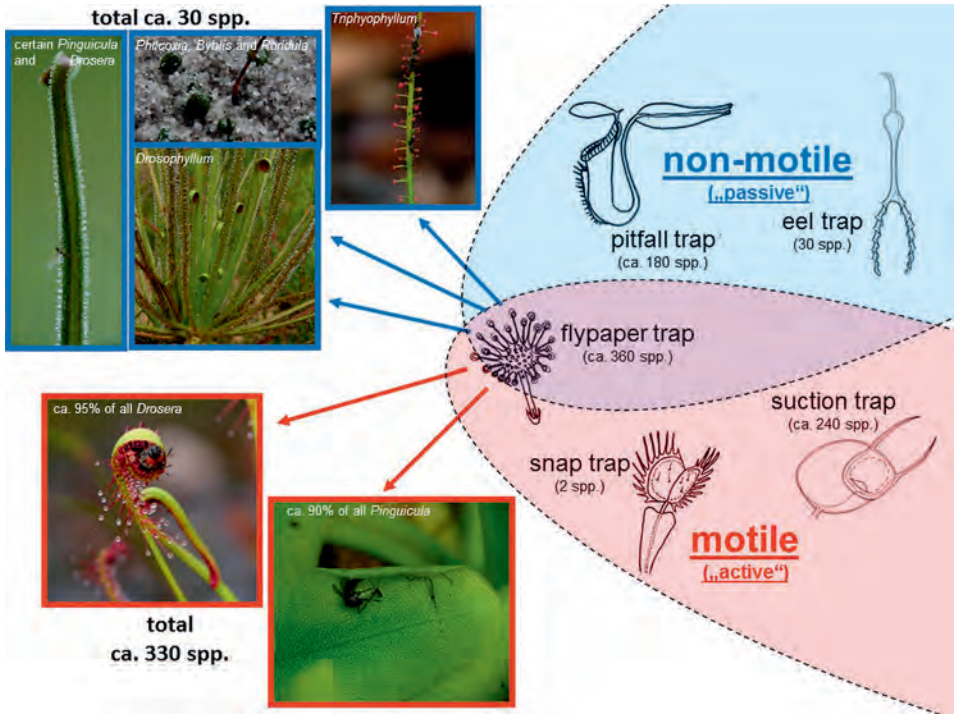 total ca. 30 spp.
certain Pinguicula
and Drosera
Philcoxia, Byblis and Roridula
Drosophyllum
Triphyophyllum
non-motile
(„passive“)
pitfall trap
(ca. 180 spp.)
eel trap
(30 spp.)
flypaper trap
(ca. 360 spp.)
suction trap
(ca. 240 spp.)
snap trap
(2 spp.)
motile
(„active“)
ca. 95% of all Drosera
total
ca. 330 spp.
ca. 90% of all Pinguicula